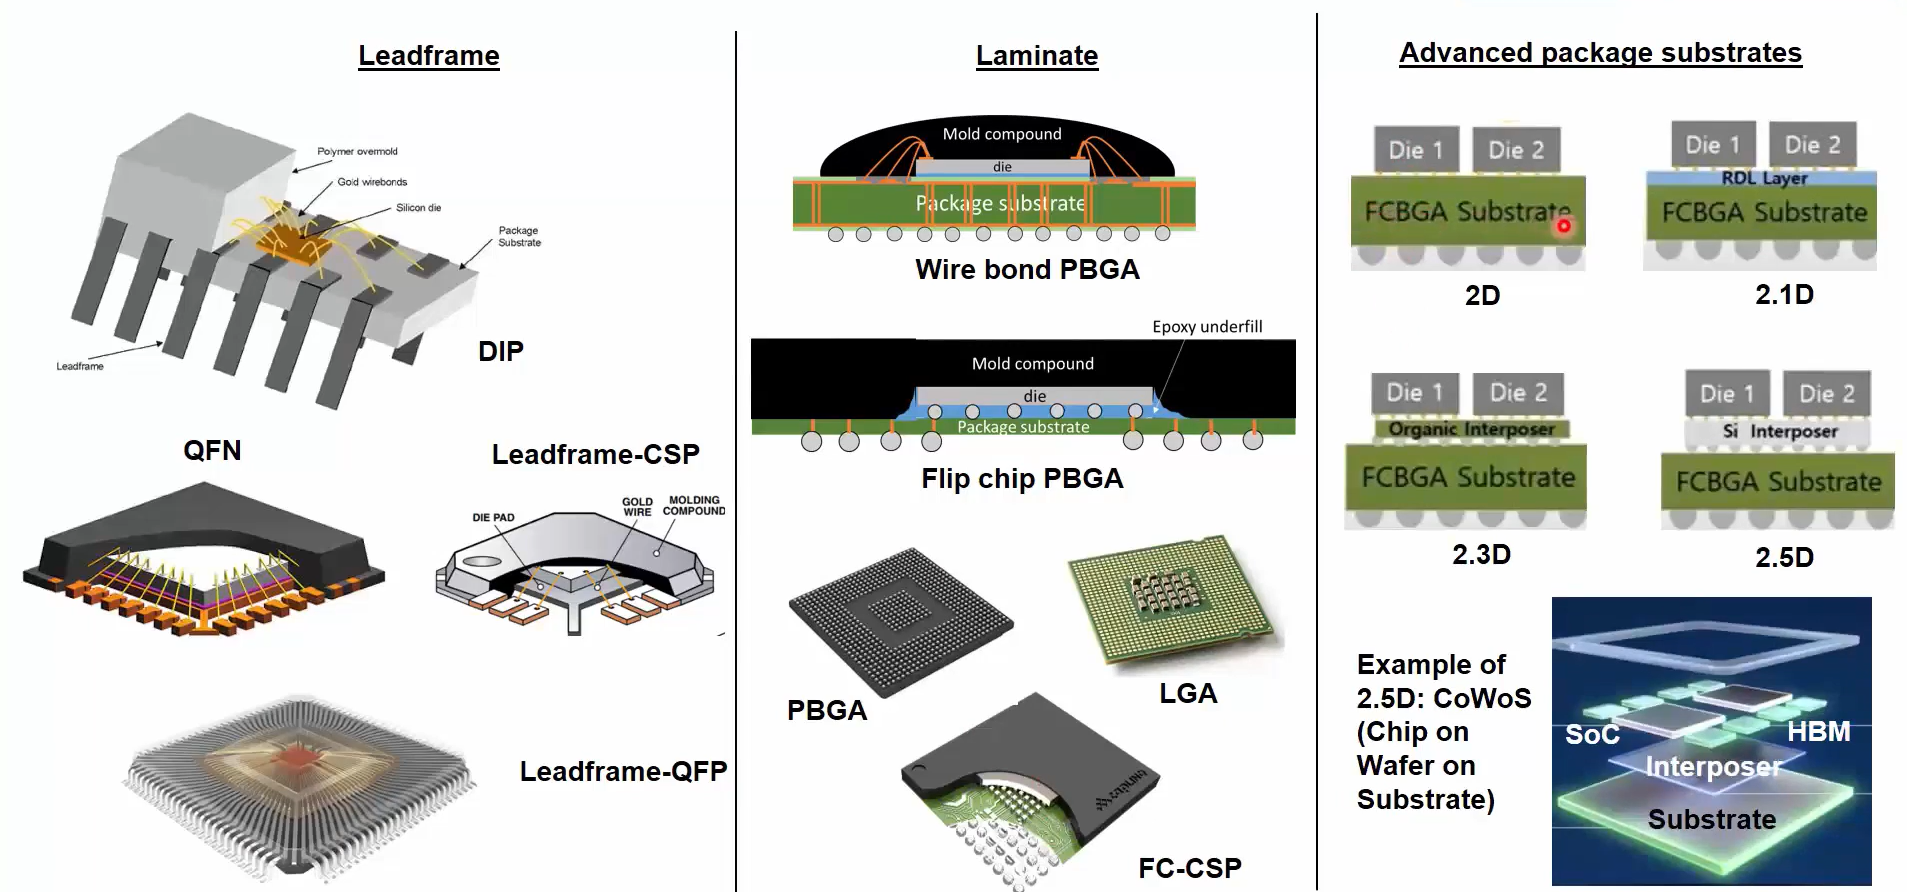 Leadframe
Polymer overmold
Gold wirebonds
Silicon die
Package
Substrate
Leadframe
DIP
QFN
Leadframe-CSP
DIE PAD
GOLD
WIRE
MOLDING
COMPOUND
Leadframe-QFP
Laminate
Mold compound
die
Package substrate
Wire bond PBGA
Epoxy underfill
Mold compound
die
Package substrate
Flip chip PBGA
PBGA
LGA
FC-CSP
Advanced package substrates
Die 1
Die 2
FCBGA Substrate
2D
Die 1
Die 2
RDL Layer
FCBGA Substrate
2.1D
Die 1
Die 2
Organic Interposer
FCBGA Substrate
2.3D
Die 1
Die 2
Si Interposer
FCBGA Substrate
2.5D
Example of
2.5D: CoWoS
(Chip on
Wafer on
Substrate)
SoC
HBM
Interposer
Substrate